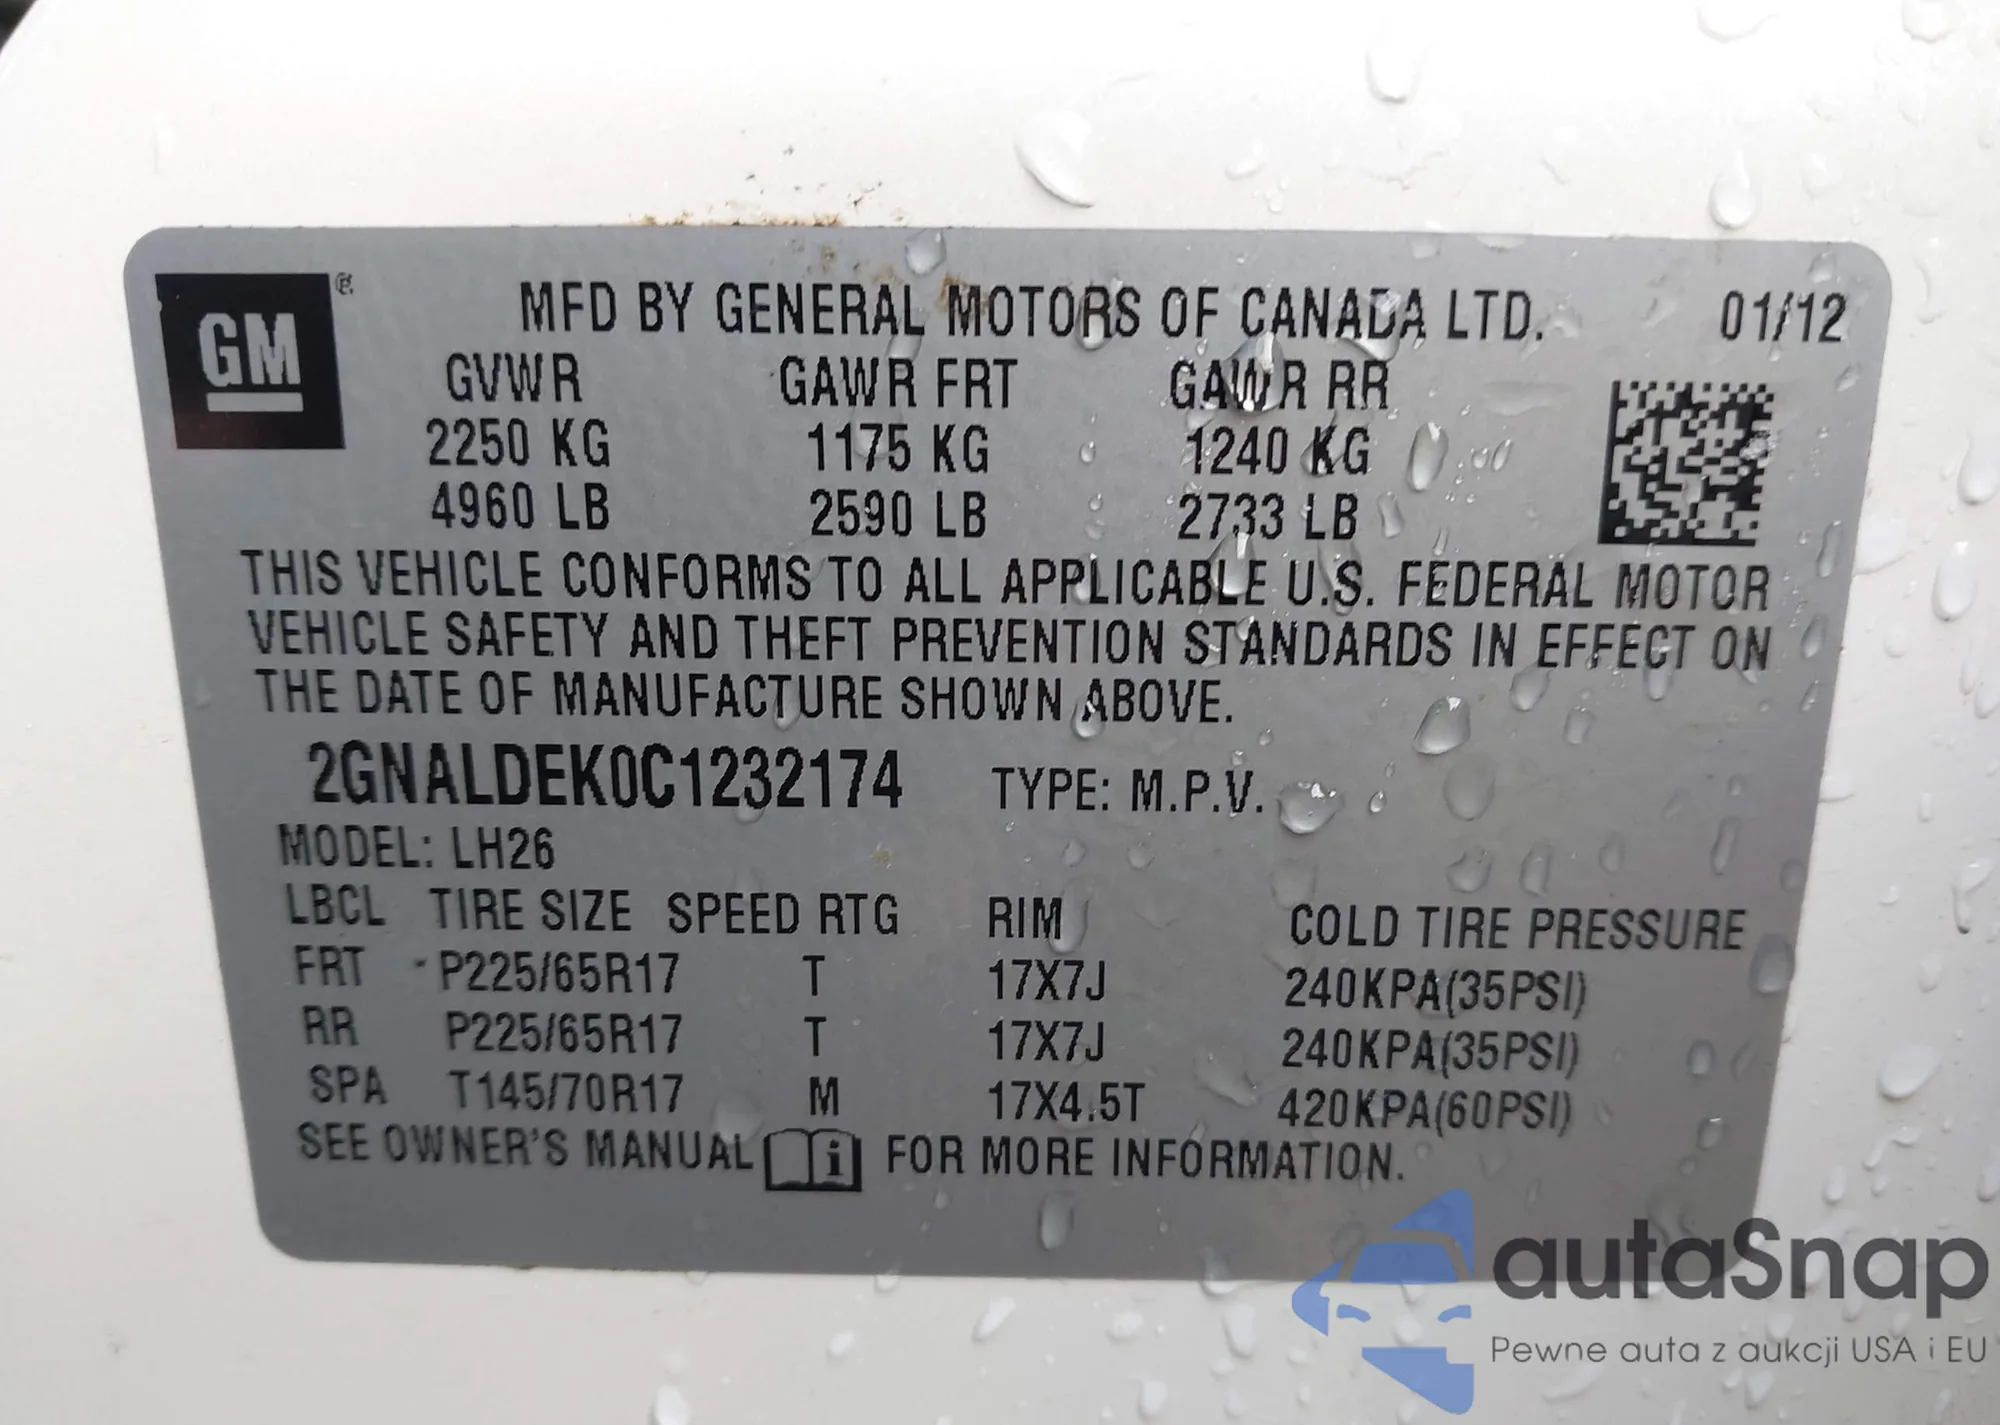 GM ®
MFD BY GENERAL MOTORS OF CANADA LTD. 01/12
GVWR GAWR FRT GAWR RR
2250 KG 1175 KG 1240 KG
4960 LB 2590 LB 2733 LB
THIS VEHICLE CONFORMS TO ALL APPLICABLE U.S. FEDERAL MOTOR
VEHICLE SAFETY AND THEFT PREVENTION STANDARDS IN EFFECT ON
THE DATE OF MANUFACTURE SHOWN ABOVE.
2GNALDEK0C1232174 TYPE: M.P.V.
MODEL: LH26
LBCL TIRE SIZE SPEED RTG RIM COLD TIRE PRESSURE
FRT P225/65R17 T 17X7J 240KPA(35PSI)
RR P225/65R17 T 17X7J 240KPA(35PSI)
SPA T145/70R17 M 17X4.5T 420KPA(60PSI)
SEE OWNER'S MANUAL i FOR MORE INFORMATION.
autaSnap
Pewne auta z aukcji USA i EU